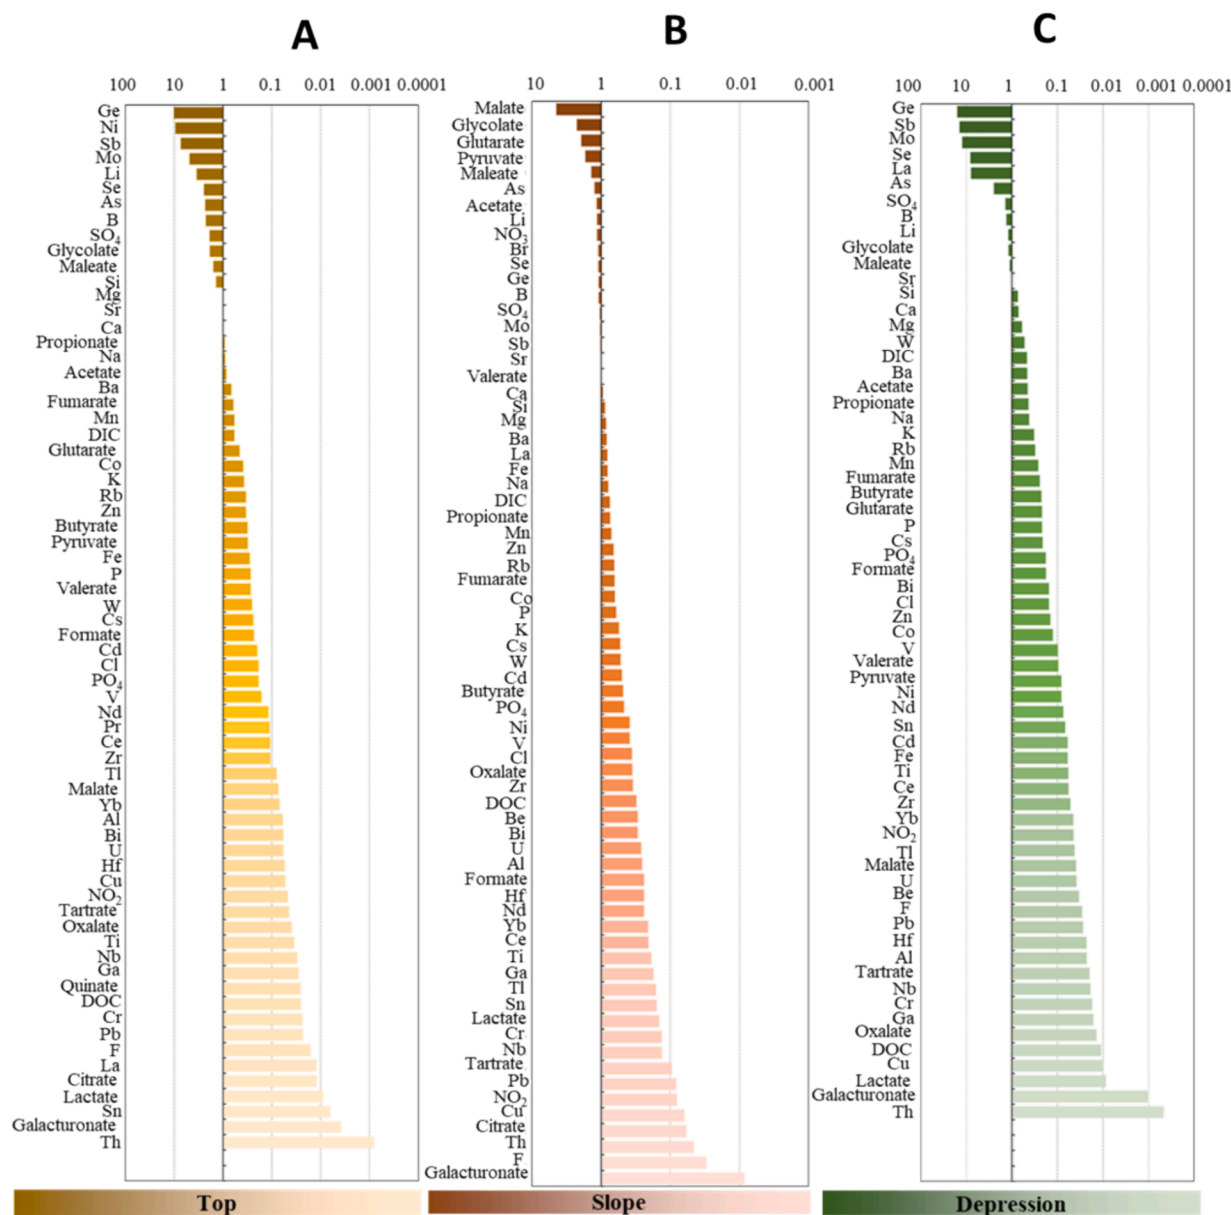 A
100 10 1 0.1 0.01 0.001 0.0001
Ge
Ni
Sb
Mo
Li
Se
As
B
SO4
Glycolate
Maleate
Si
Mg
Sr
Ca
Propionate
Na
Acetate
Ba
Fumarate
Mn
DIC
Glutarate
Co
K
Rb
Zn
Butyrate
Pyruvate
Fe
P
Valerate
W
Cs
Formate
Cd
Cl
PO4
V
Nd
Pr
Ce
Zr
Tl
Malate
Yb
Al
Bi
U
Hf
Cu
NO2
Tartrate
Oxalate
Ti
Nb
Ga
Quinate
DOC
Cr
Pb
F
La
Citrate
Lactate
Sn
Galacturonate
Th
Top
B
10 1 0.1 0.01 0.001
Malate
Glycolate
Glutarate
Pyruvate
Maleate
As
Acetate
Li
NO3
Br
Se
Ge
B
SO4
Mo
Sb
Sr
Valerate
Ca
Si
Mg
Ba
La
Fe
Na
DIC
Propionate
Mn
Zn
Rb
Fumarate
Co
P
K
Cs
W
Cd
Butyrate
PO4
Ni
V
Cl
Oxalate
Zr
DOC
Be
Bi
U
Al
Formate
Hf
Nd
Yb
Ce
Ti
Ga
Tl
Sn
Lactate
Cr
Nb
Tartrate
Pb
NO2
Cu
Citrate
Th
F
Galacturonate
Slope
C
100 10 1 0.1 0.01 0.001 0.0001
Ge
Sb
Mo
Se
La
As
SO4
B
Li
Glycolate
Maleate
Sr
Si
Ca
Mg
W
DIC
Ba
Acetate
Propionate
Na
K
Rb
Mn
Fumarate
Butyrate
Glutarate
P
Cs
PO4
Formate
Bi
Cl
Zn
Co
V
Valerate
Pyruvate
Ni
Nd
Sn
Cd
Fe
Ti
Ce
Zr
Yb
NO2
Tl
Malate
U
Be
F
Pb
Hf
Al
Tartrate
Nb
Cr
Ga
Oxalate
DOC
Cu
Lactate
Galacturonate
Th
Depression